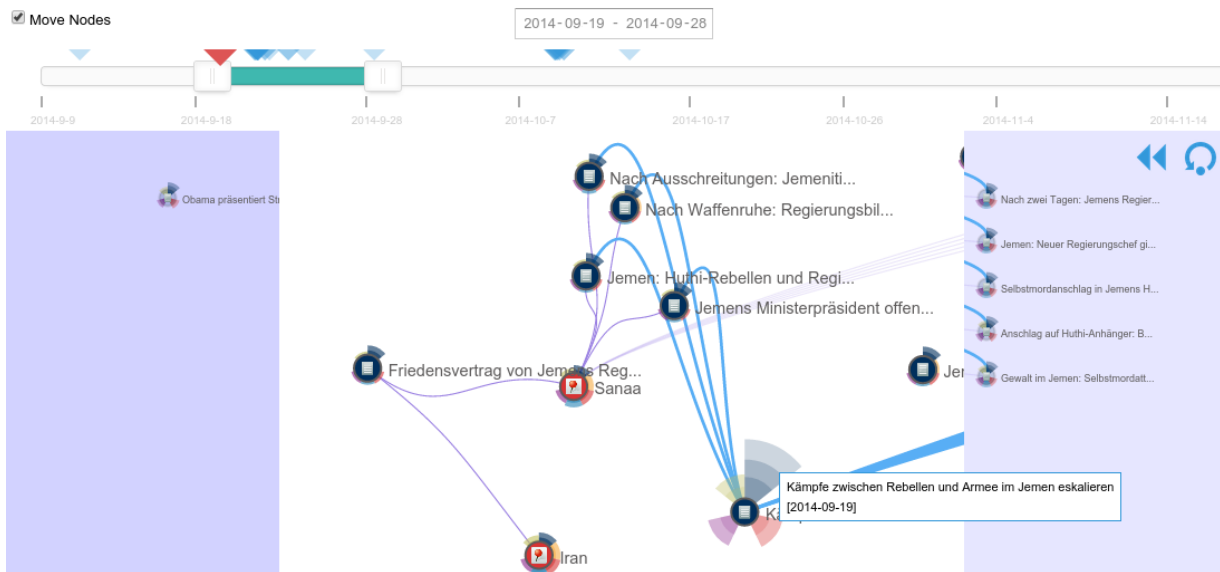 Move Nodes
2014-09-19 - 2014-09-28
2014-9-9
2014-9-18
2014-9-28
2014-10-7
2014-10-17
2014-10-26
2014-11-4
2014-11-14
Obama präsentiert Str
Nach Ausschreitungen: Jemeniti...
Nach Waffenruhe: Regierungsbil...
Jemen: Huthi-Rebellen und Regi...
Jemens Ministerpräsident offen...
Friedensvertrag von Jemens Reg...
Sanaa
Jer
Iran
Kämpfe zwischen Rebellen und Armee im Jemen eskalieren
[2014-09-19]
Nach zwei Tagen: Jemens Regier...
Jemen: Neuer Regierungschef gi...
Selbstmordanschlag in Jemens H...
Anschlag auf Huthi-Anhänger: B...
Gewalt im Jemen: Selbstmordatt...